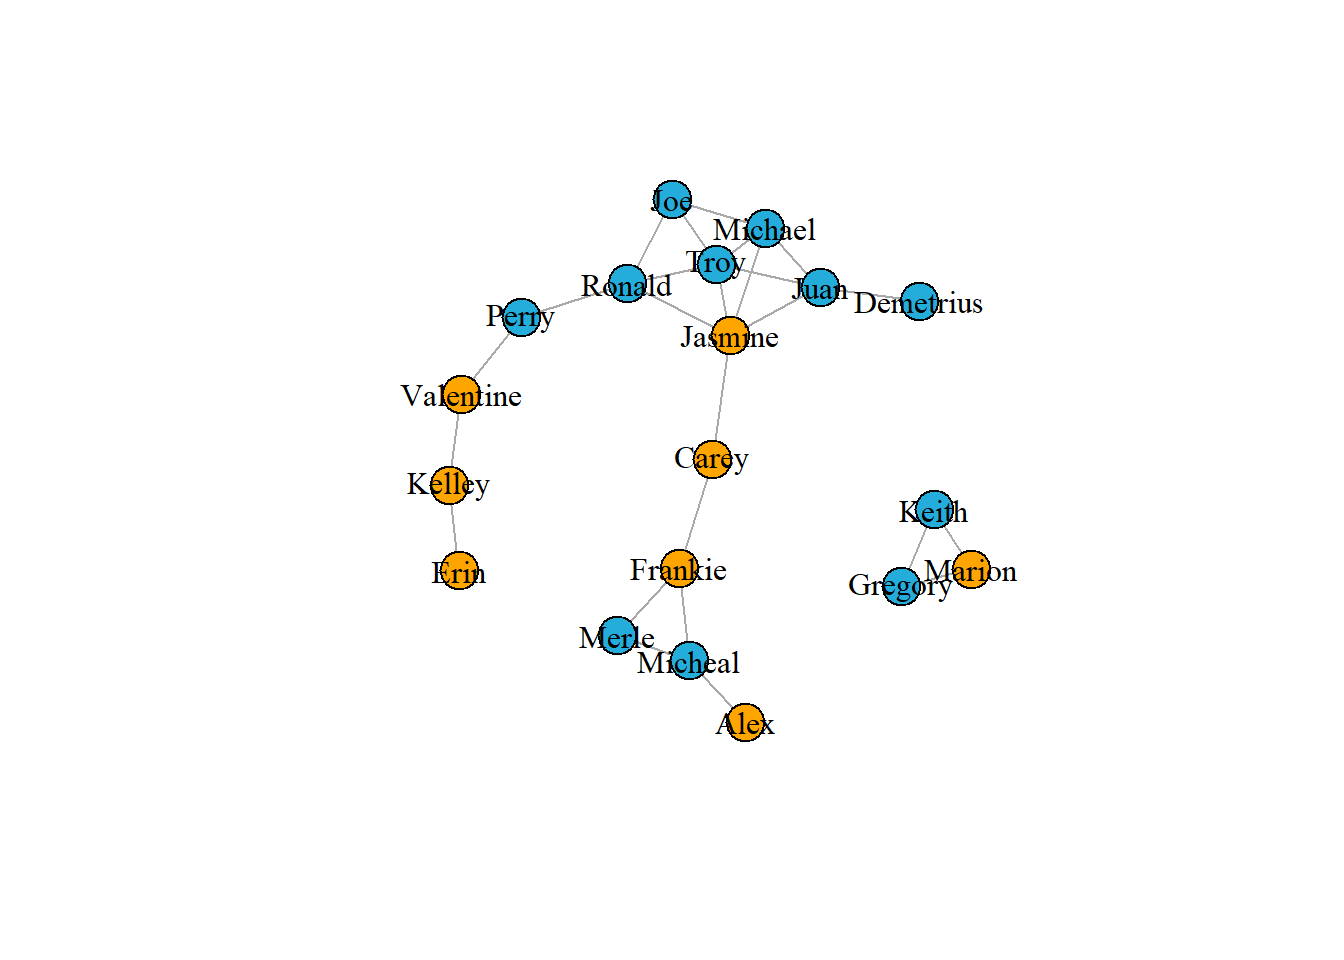 Joe
Michael
Troy
Ronald
Juan
Demetrius
Perry
Jasmine
Valentine
Carey
Kelley
Keith
Erin
Frankie
Marion
Gregory
Merle
Micheal
Alex